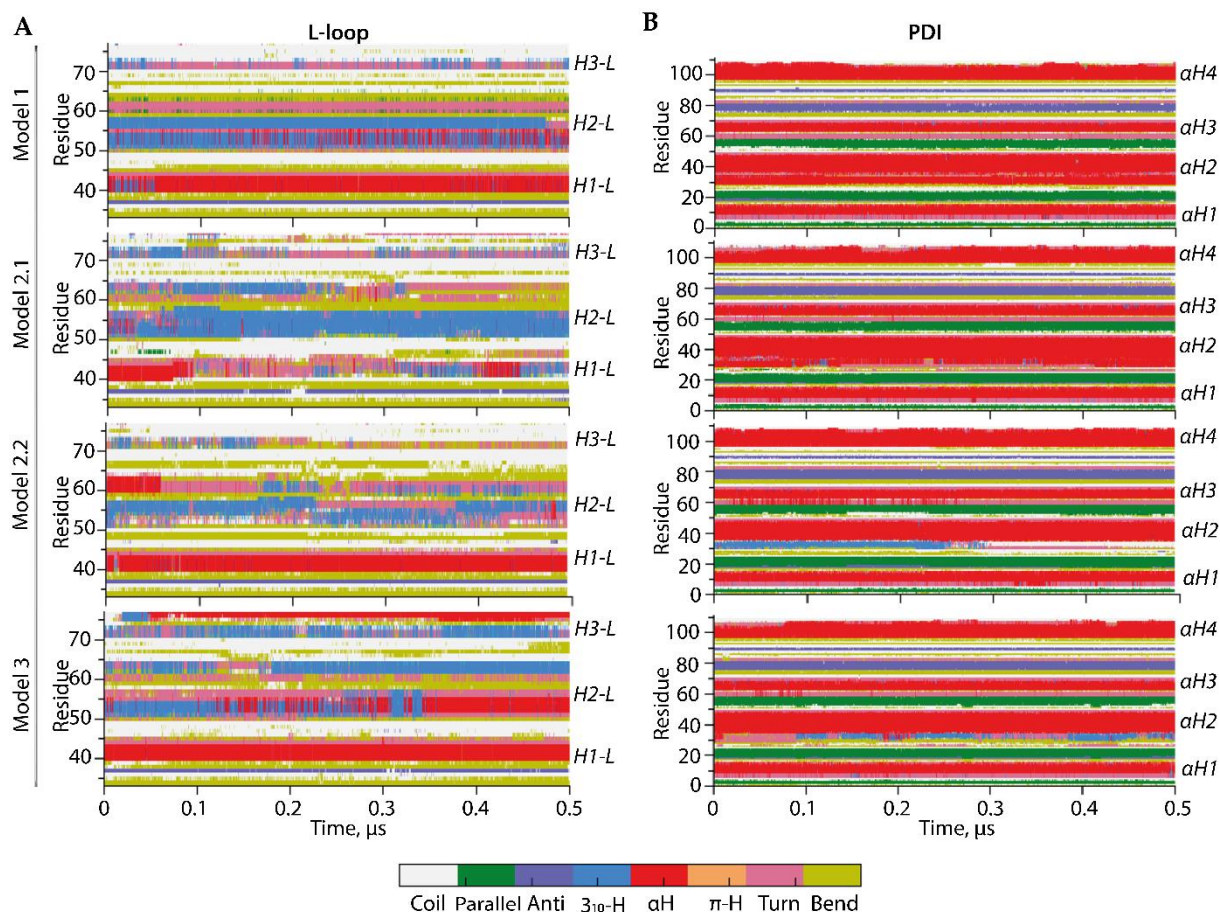 A
L-loop
B
PDI
Model 1
Residue
70
60
50
40
H3-L
H2-L
H1-L
Residue
100
80
60
40
20
0
αH4
αH3
αH2
αH1
Model 2.1
Residue
70
60
50
40
H3-L
H2-L
H1-L
Residue
100
80
60
40
20
0
αH4
αH3
αH2
αH1
Model 2.2
Residue
70
60
50
40
H3-L
H2-L
H1-L
Residue
100
80
60
40
20
0
αH4
αH3
αH2
αH1
Model 3
Residue
70
60
50
40
H3-L
H2-L
H1-L
Residue
100
80
60
40
20
0
αH4
αH3
αH2
αH1
0 0.1 0.2 0.3 0.4 0.5
Time, μs
0 0.1 0.2 0.3 0.4 0.5
Time, μs
Coil Parallel Anti 3₁₀-H αH π-H Turn Bend